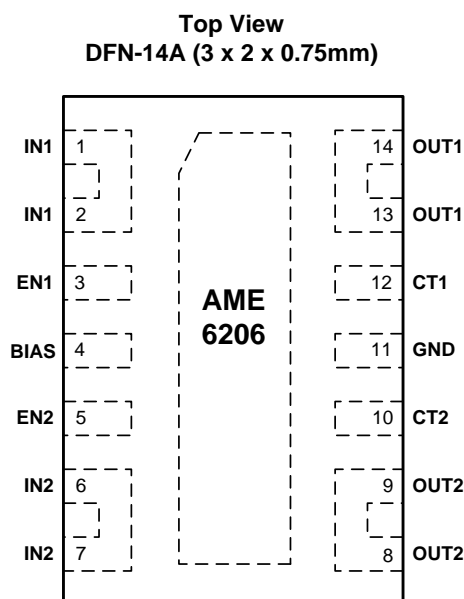 Top View
DFN-14A (3 x 2 x 0.75mm)
IN1 1 14 OUT1
IN1 2 13 OUT1
EN1 3 12 CT1
AME
6206
BIAS 4 11 GND
EN2 5 10 CT2
IN2 6 9 OUT2
IN2 7 8 OUT2